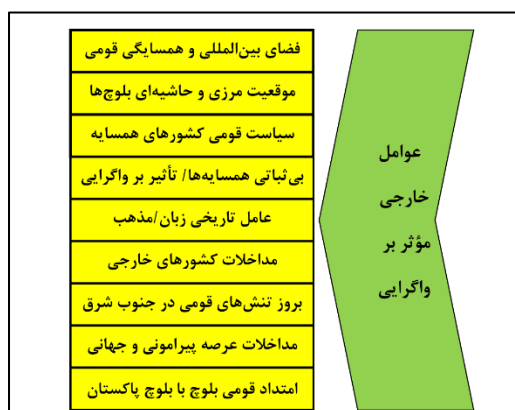 عوامل
خارجی
مؤثر بر
واگرایی
فضای بین‌المللی و همسایگی قومی
موقعیت مرزی و حاشیه‌ای بلوچ‌ها
سیاست قومی کشورهای همسایه
بی‌ثباتی همسایه‌ها/ تأثیر بر واگرایی
عامل تاریخی زبان/مذهب
مداخلات کشورهای خارجی
بروز تنش‌های قومی در جنوب شرق
مداخلات عرصه پیرامونی و جهانی
امتداد قومی بلوچ با بلوچ پاکستان